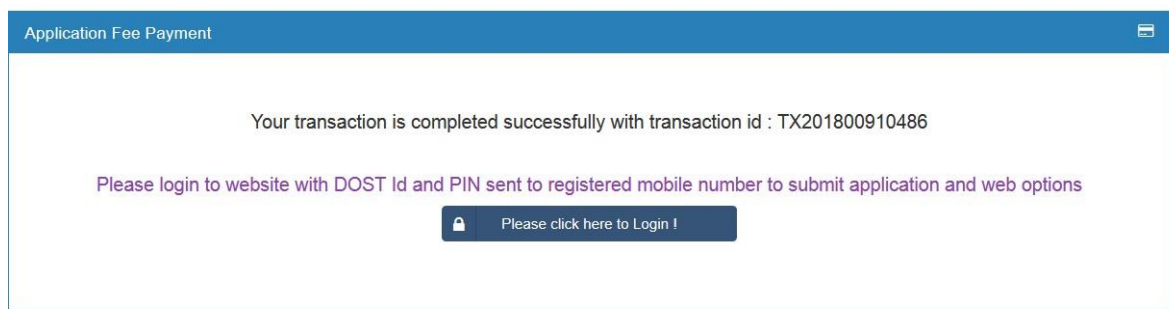 Application Fee Payment
Your transaction is completed successfully with transaction id : TX201800910486
Please login to website with DOST Id and PIN sent to registered mobile number to submit application and web options
Please click here to Login !